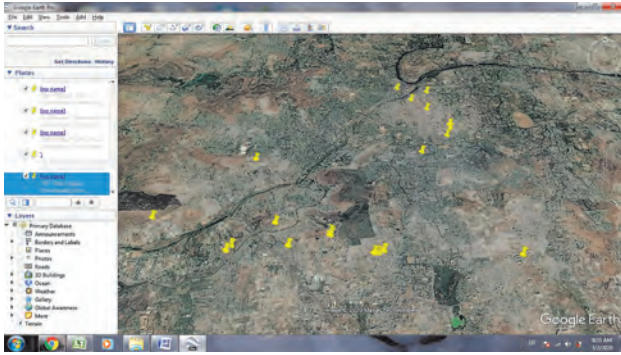 Google Earth Pro
File Edit View Tools Add Help
Search
Get Directions History
Places
[no name]
[no name]
[no name]
1
Layers
Primary Database
Announcements
Borders and Labels
Places
Photos
Roads
3D Buildings
Ocean
Weather
Gallery
Global Awareness
More
Terrain
Google Earth